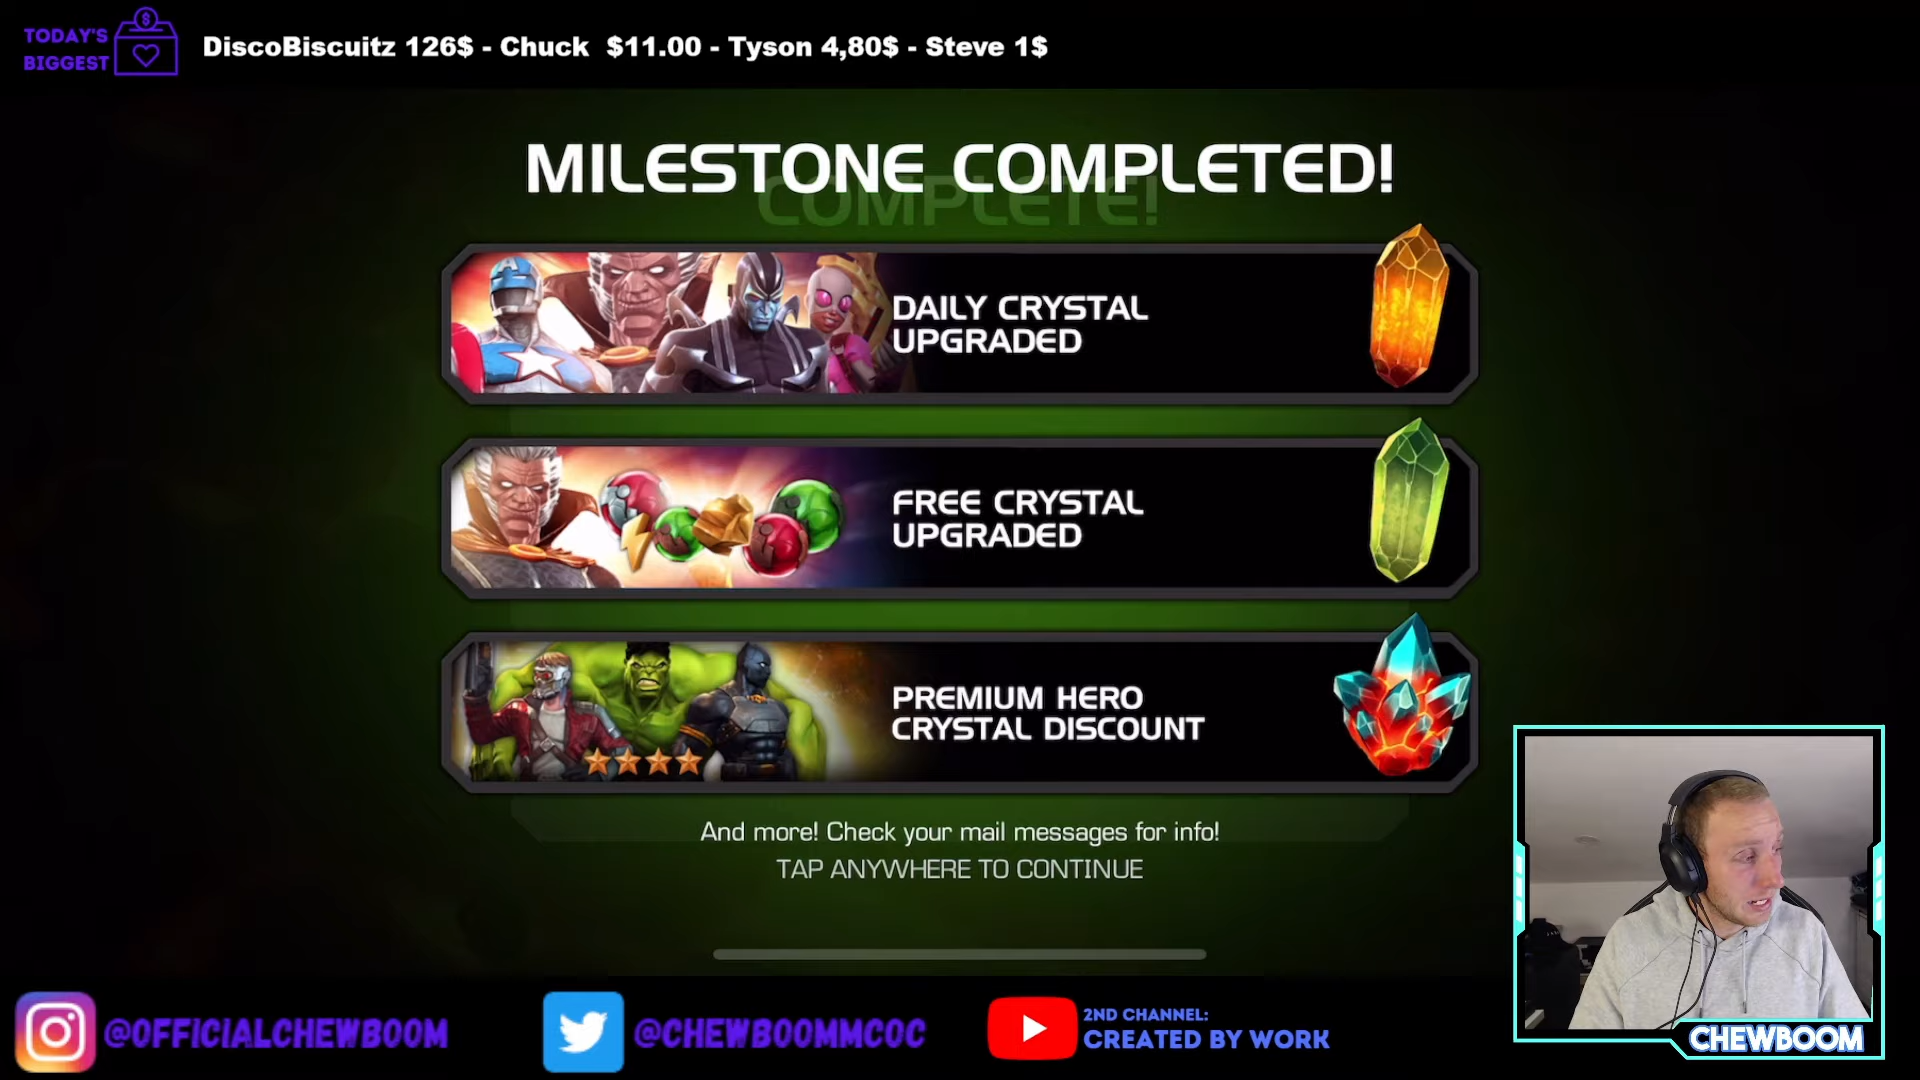 TODAY'S
BIGGEST
DiscoBiscuitz 126$ - Chuck $11.00 - Tyson 4,80$ - Steve 1$
MILESTONE COMPLETED!
COMPLETE!
DAILY CRYSTAL
UPGRADED
FREE CRYSTAL
UPGRADED
PREMIUM HERO
CRYSTAL DISCOUNT
And more! Check your mail messages for info!
TAP ANYWHERE TO CONTINUE
@OFFICIALCHEWBOOM
@CHEWBOOMMCOC
2ND CHANNEL:
CREATED BY WORK
CHEWBOOM